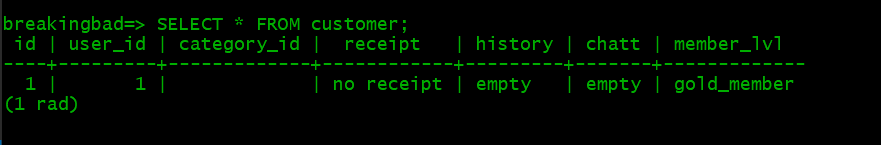 breakingbad=> SELECT * FROM customer;
 id | user_id | category_id |  receipt   | history | chatt | member_lvl
----+---------+-------------+------------+---------+-------+-------------
  1 |       1 |             | no receipt | empty   | empty | gold_member
(1 rad)